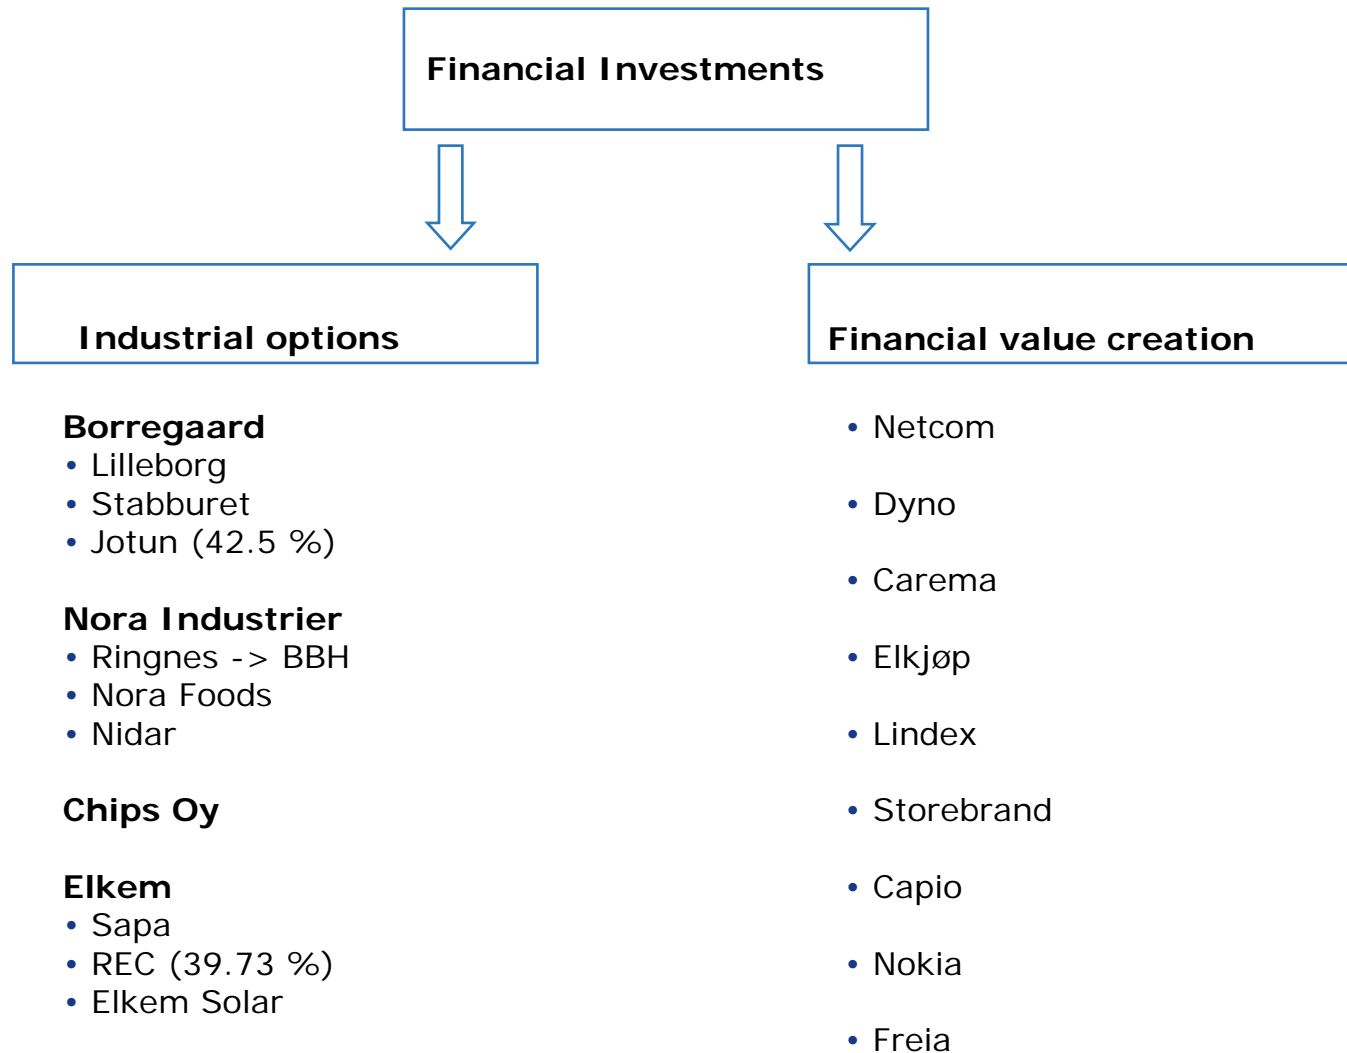 Financial Investments
Industrial options
Borregaard
• Lilleborg
• Stabburet
• Jotun (42.5 %)
Nora Industrier
• Ringnes -> BBH
• Nora Foods
• Nidar
Chips Oy
Elkem
• Sapa
• REC (39.73 %)
• Elkem Solar
Financial value creation
• Netcom
• Dyno
• Carema
• Elkjøp
• Lindex
• Storebrand
• Capio
• Nokia
• Freia